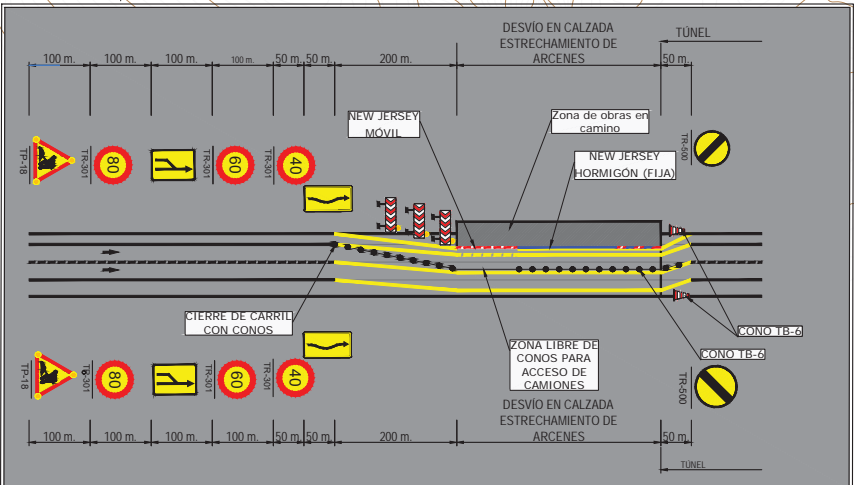 DESVÍO EN CALZADA
ESTRECHAMIENTO DE
ARCENES
TÚNEL
100 m.
100 m.
100 m.
100 m.
50 m.
50 m.
200 m.
50 m.
NEW JERSEY
MÓVIL
Zona de obras en
camino
NEW JERSEY
HORMIGÓN (FIJA)
TP-18
TR-301
80
TR-301
60
TR-301
40
TR-500
CIERRE DE CARRIL
CON CONOS
ZONA LIBRE DE
CONOS PARA
ACCESO DE
CAMIONES
CONO TB-6
CONO TB-6
TP-18
TR-301
80
TR-301
60
TR-301
40
TR-500
DESVÍO EN CALZADA
ESTRECHAMIENTO DE
ARCENES
100 m.
100 m.
100 m.
100 m.
50 m.
50 m.
200 m.
50 m.
TÚNEL